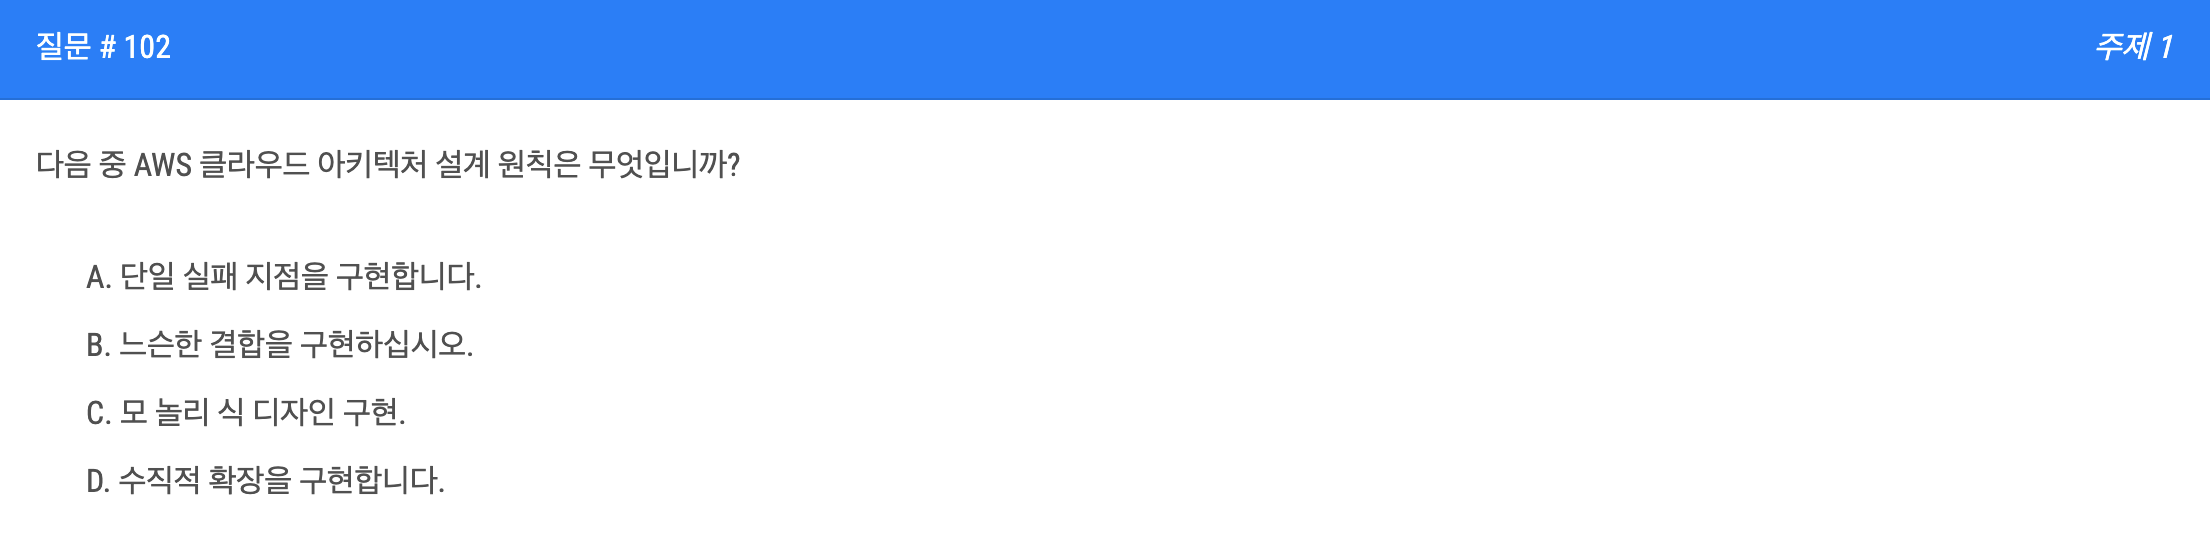 질문 # 102
주제 1
다음 중 AWS 클라우드 아키텍처 설계 원칙은 무엇입니까?
A. 단일 실패 지점을 구현합니다.
B. 느슨한 결합을 구현하십시오.
C. 모 놀리 식 디자인 구현.
D. 수직적 확장을 구현합니다.